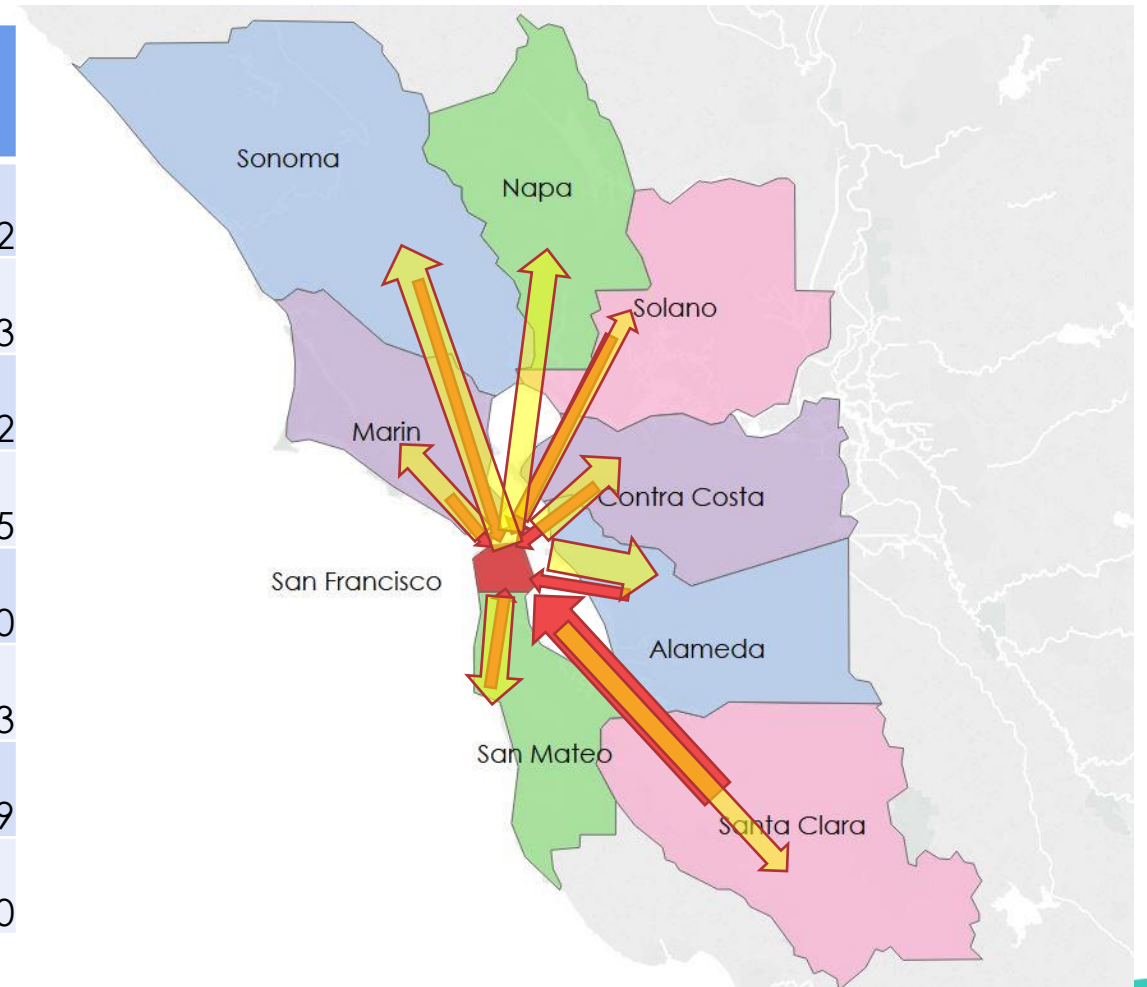 2
3
2
5
0
3
9
0
Sonoma
Napa
Solano
Marin
Contra Costa
San Francisco
Alameda
San Mateo
Santa Clara